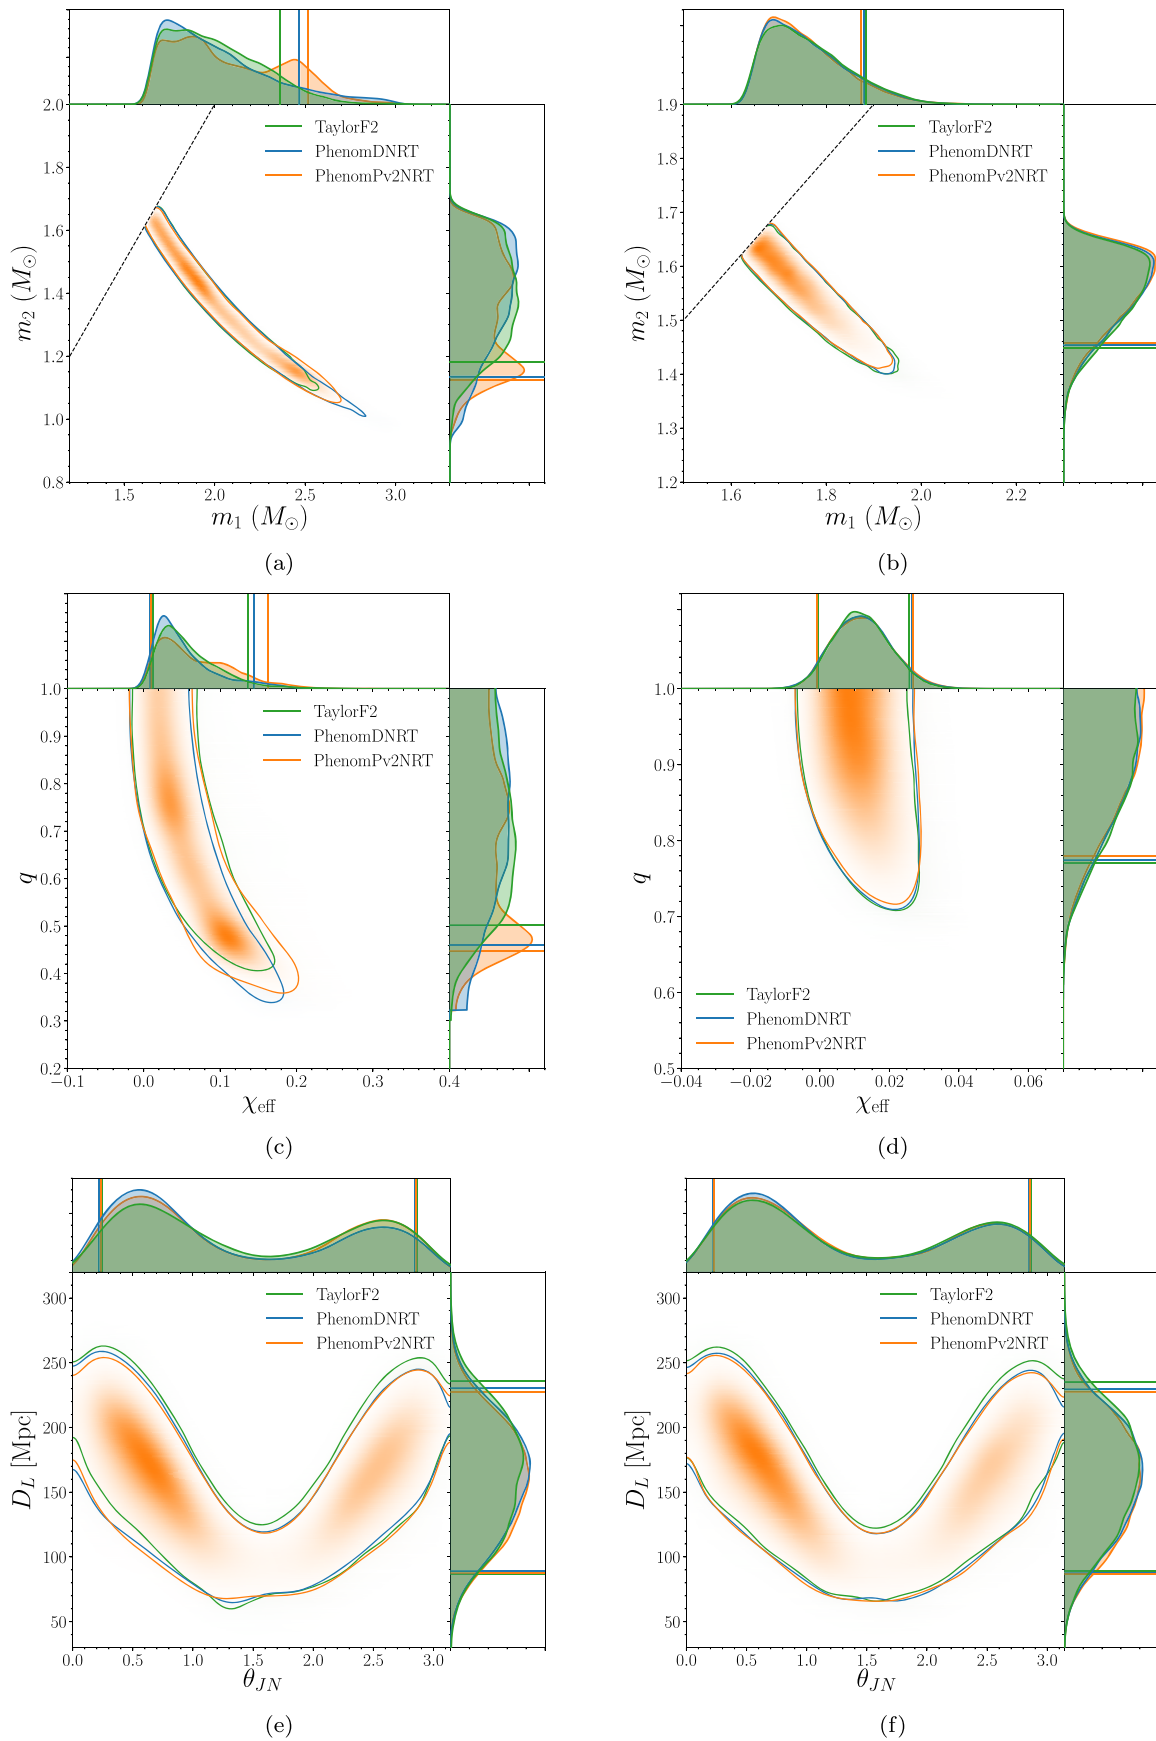 2.0
1.8
1.6
1.4
1.2
1.0
0.8
m₂ (M⊙)
TaylorF2
PhenomDNRT
PhenomPv2NRT
1.5 2.0 2.5 3.0
m₁ (M⊙)
(a)
1.9
1.8
1.7
1.6
1.5
1.4
1.3
1.2
m₂ (M⊙)
TaylorF2
PhenomDNRT
PhenomPv2NRT
1.6 1.8 2.0 2.2
m₁ (M⊙)
(b)
1.0
0.9
0.8
0.7
0.6
0.5
0.4
0.3
0.2
q
TaylorF2
PhenomDNRT
PhenomPv2NRT
−0.1 0.0 0.1 0.2 0.3 0.4
χeff
(c)
1.0
0.9
0.8
0.7
0.6
0.5
q
TaylorF2
PhenomDNRT
PhenomPv2NRT
−0.04 −0.02 0.00 0.02 0.04 0.06
χeff
(d)
300
250
200
150
100
50
D_L [Mpc]
TaylorF2
PhenomDNRT
PhenomPv2NRT
0.0 0.5 1.0 1.5 2.0 2.5 3.0
θ_JN
(e)
300
250
200
150
100
50
D_L [Mpc]
TaylorF2
PhenomDNRT
PhenomPv2NRT
0.0 0.5 1.0 1.5 2.0 2.5 3.0
θ_JN
(f)